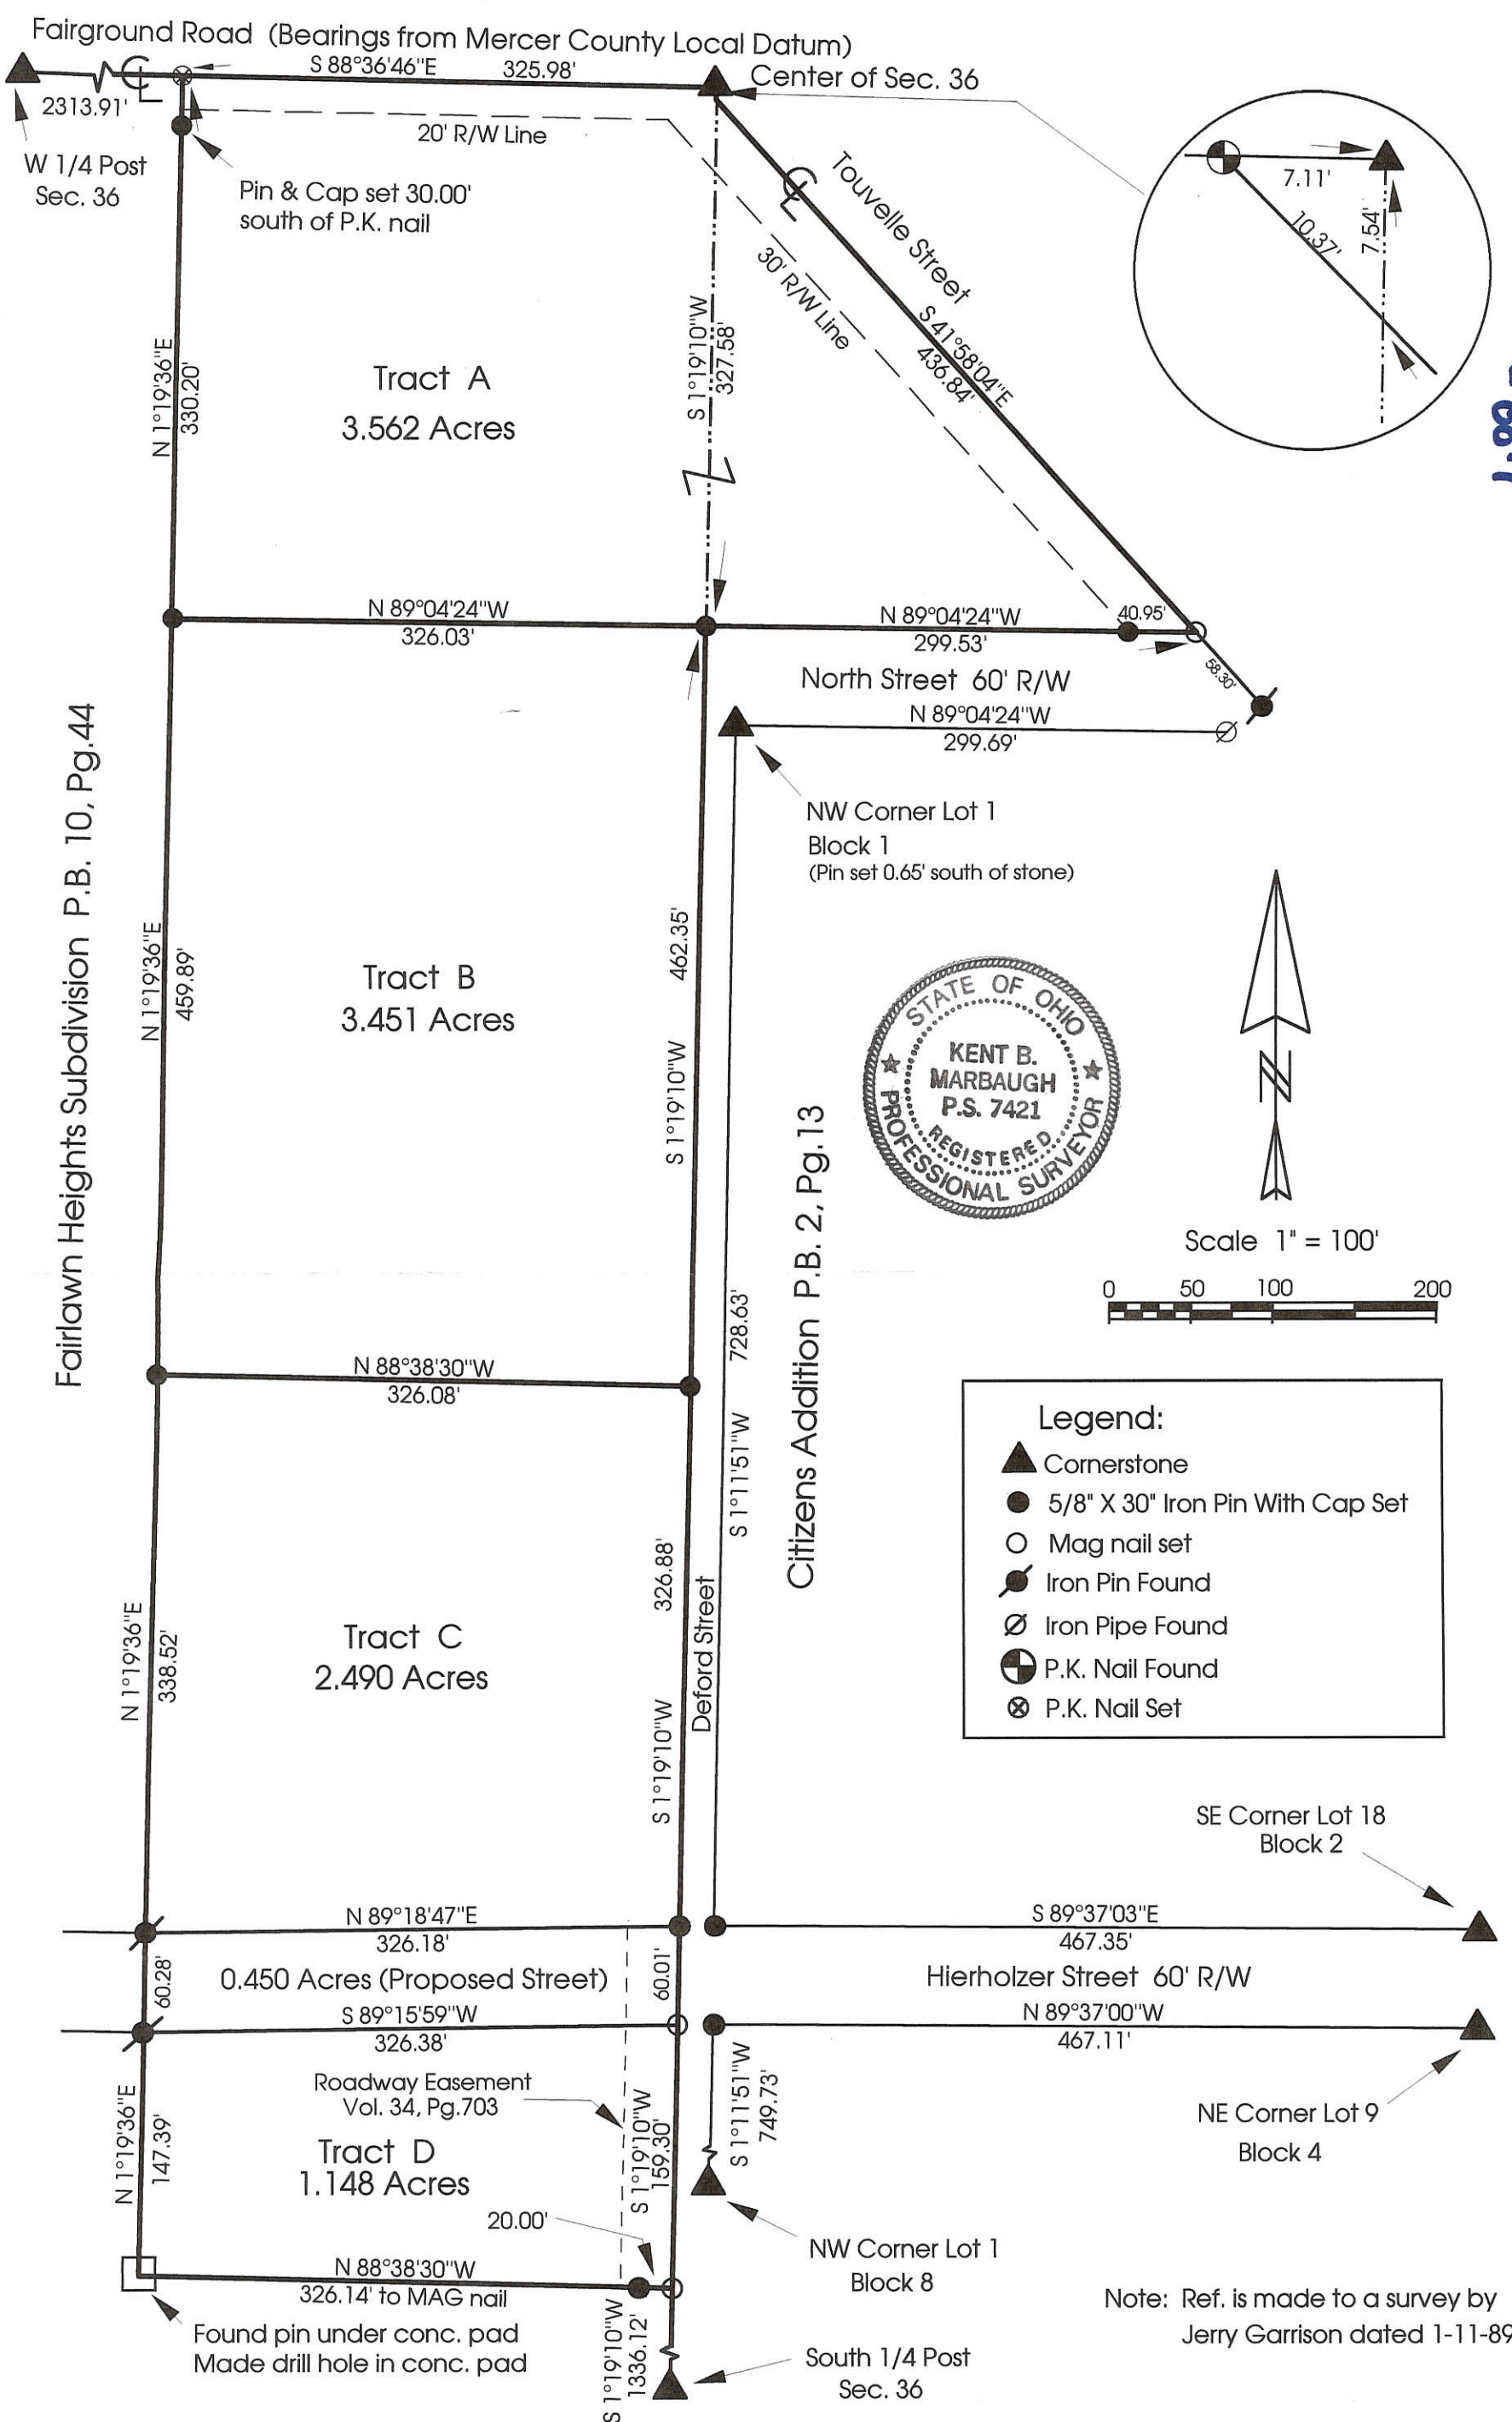 Fairground Road (Bearings from Mercer County Local Datum)
S 88°36'46"E 325.98'
Center of Sec. 36
2313.91'
20' R/W Line
W 1/4 Post
Sec. 36
Pin & Cap set 30.00'
south of P.K. nail
7.11'
10.37'
7.54'
Touvelle Street
30' R/W Line
S 41°58'04"E
436.84'
S 1°19'10"W
327.58'
N 1°19'36"E
330.20'
Tract A
3.562 Acres
N 89°04'24"W
326.03'
N 89°04'24"W
299.53'
40.95'
58.30'
North Street 60' R/W
N 89°04'24"W
299.69'
NW Corner Lot 1
Block 1
(Pin set 0.65' south of stone)
Fairlawn Heights Subdivision P.B. 10, Pg.44
N 1°19'36"E
459.89'
Tract B
3.451 Acres
462.35'
S 1°19'10"W
STATE OF OHIO
KENT B.
MARBAUGH
P.S. 7421
REGISTERED
PROFESSIONAL SURVEYOR
N
Citizens Addition P.B. 2, Pg.13
728.63'
S 1°11'51"W
Scale 1" = 100'
0 50 100 200
N 88°38'30"W
326.08'
Legend:
Cornerstone
5/8" X 30" Iron Pin With Cap Set
Mag nail set
Iron Pin Found
Iron Pipe Found
P.K. Nail Found
P.K. Nail Set
N 1°19'36"E
338.52'
Tract C
2.490 Acres
326.88'
S 1°19'10"W
Deford Street
SE Corner Lot 18
Block 2
N 89°18'47"E
326.18'
S 89°37'03"E
467.35'
60.28'
0.450 Acres (Proposed Street)
60.01'
Hierholzer Street 60' R/W
S 89°15'59"W
326.38'
N 89°37'00"W
467.11'
Roadway Easement
Vol. 34, Pg.703
N 1°19'36"E
147.39'
Tract D
1.148 Acres
S 1°19'10"W
159.30'
S 1°11'51"W
749.73'
NE Corner Lot 9
Block 4
20.00'
NW Corner Lot 1
Block 8
N 88°38'30"W
326.14' to MAG nail
Found pin under conc. pad
Made drill hole in conc. pad
S 1°19'10"W
1336.12'
South 1/4 Post
Sec. 36
Note: Ref. is made to a survey by
Jerry Garrison dated 1-11-89